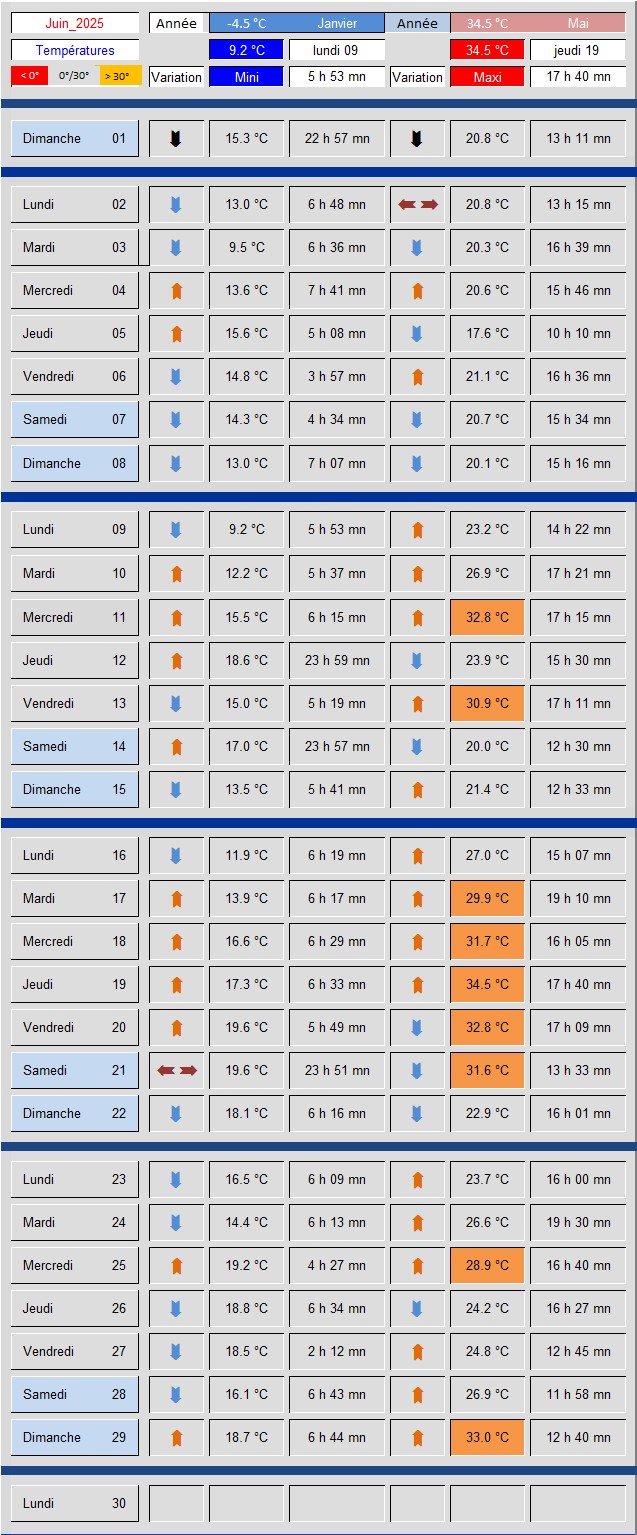 Juin_2025 Année -4.5 °C Janvier Année 34.5 °C Mai
Températures 9.2 °C lundi 09 34.5 °C jeudi 19
< 0° 0°/30° > 30° Variation Mini 5 h 53 mn Variation Maxi 17 h 40 mn
Dimanche 01 15.3 °C 22 h 57 mn 20.8 °C 13 h 11 mn
Lundi 02 13.0 °C 6 h 48 mn 20.8 °C 13 h 15 mn
Mardi 03 9.5 °C 6 h 36 mn 20.3 °C 16 h 39 mn
Mercredi 04 13.6 °C 7 h 41 mn 20.6 °C 15 h 46 mn
Jeudi 05 15.6 °C 5 h 08 mn 17.6 °C 10 h 10 mn
Vendredi 06 14.8 °C 3 h 57 mn 21.1 °C 16 h 36 mn
Samedi 07 14.3 °C 4 h 34 mn 20.7 °C 15 h 34 mn
Dimanche 08 13.0 °C 7 h 07 mn 20.1 °C 15 h 16 mn
Lundi 09 9.2 °C 5 h 53 mn 23.2 °C 14 h 22 mn
Mardi 10 12.2 °C 5 h 37 mn 26.9 °C 17 h 21 mn
Mercredi 11 15.5 °C 6 h 15 mn 32.8 °C 17 h 15 mn
Jeudi 12 18.6 °C 23 h 59 mn 23.9 °C 15 h 30 mn
Vendredi 13 15.0 °C 5 h 19 mn 30.9 °C 17 h 11 mn
Samedi 14 17.0 °C 23 h 57 mn 20.0 °C 12 h 30 mn
Dimanche 15 13.5 °C 5 h 41 mn 21.4 °C 12 h 33 mn
Lundi 16 11.9 °C 6 h 19 mn 27.0 °C 15 h 07 mn
Mardi 17 13.9 °C 6 h 17 mn 29.9 °C 19 h 10 mn
Mercredi 18 16.6 °C 6 h 29 mn 31.7 °C 16 h 05 mn
Jeudi 19 17.3 °C 6 h 33 mn 34.5 °C 17 h 40 mn
Vendredi 20 19.6 °C 5 h 49 mn 32.8 °C 17 h 09 mn
Samedi 21 19.6 °C 23 h 51 mn 31.6 °C 13 h 33 mn
Dimanche 22 18.1 °C 6 h 16 mn 22.9 °C 16 h 01 mn
Lundi 23 16.5 °C 6 h 09 mn 23.7 °C 16 h 00 mn
Mardi 24 14.4 °C 6 h 13 mn 26.6 °C 19 h 30 mn
Mercredi 25 19.2 °C 4 h 27 mn 28.9 °C 16 h 40 mn
Jeudi 26 18.8 °C 6 h 34 mn 24.2 °C 16 h 27 mn
Vendredi 27 18.5 °C 2 h 12 mn 24.8 °C 12 h 45 mn
Samedi 28 16.1 °C 6 h 43 mn 26.9 °C 11 h 58 mn
Dimanche 29 18.7 °C 6 h 44 mn 33.0 °C 12 h 40 mn
Lundi 30